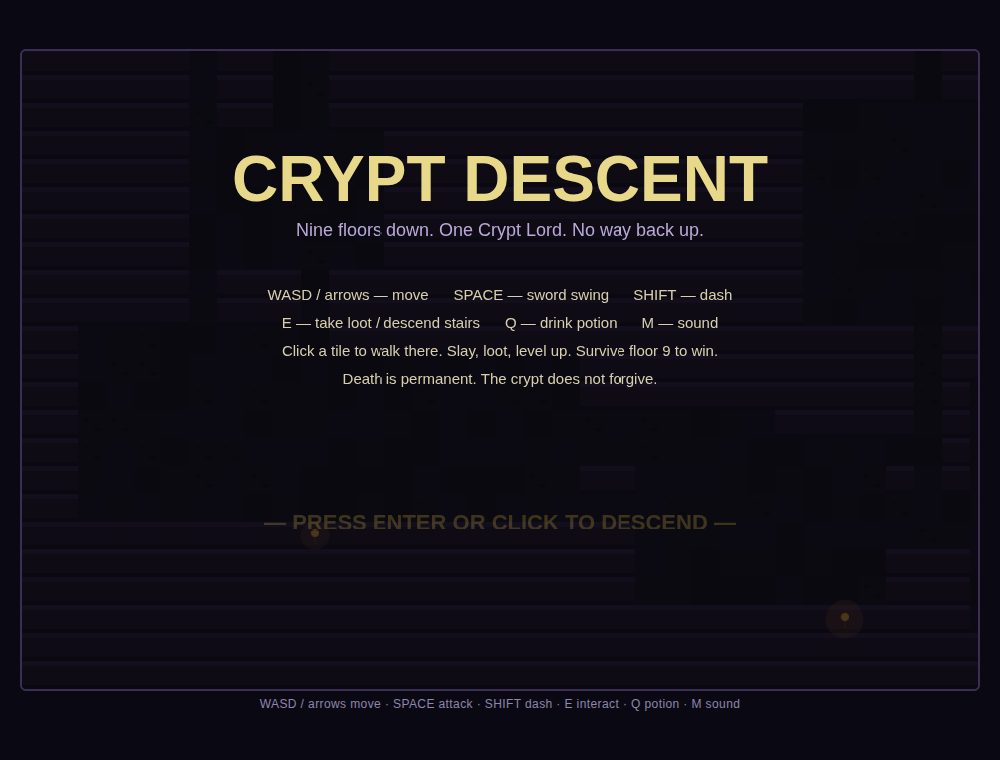 CRYPT DESCENT
Nine floors down. One Crypt Lord. No way back up.
WASD / arrows — move SPACE — sword swing SHIFT — dash
E — take loot / descend stairs Q — drink potion M — sound
Click a tile to walk there. Slay, loot, level up. Survive floor 9 to win.
Death is permanent. The crypt does not forgive.
— PRESS ENTER OR CLICK TO DESCEND —
WASD / arrows move · SPACE attack · SHIFT dash · E interact · Q potion · M sound